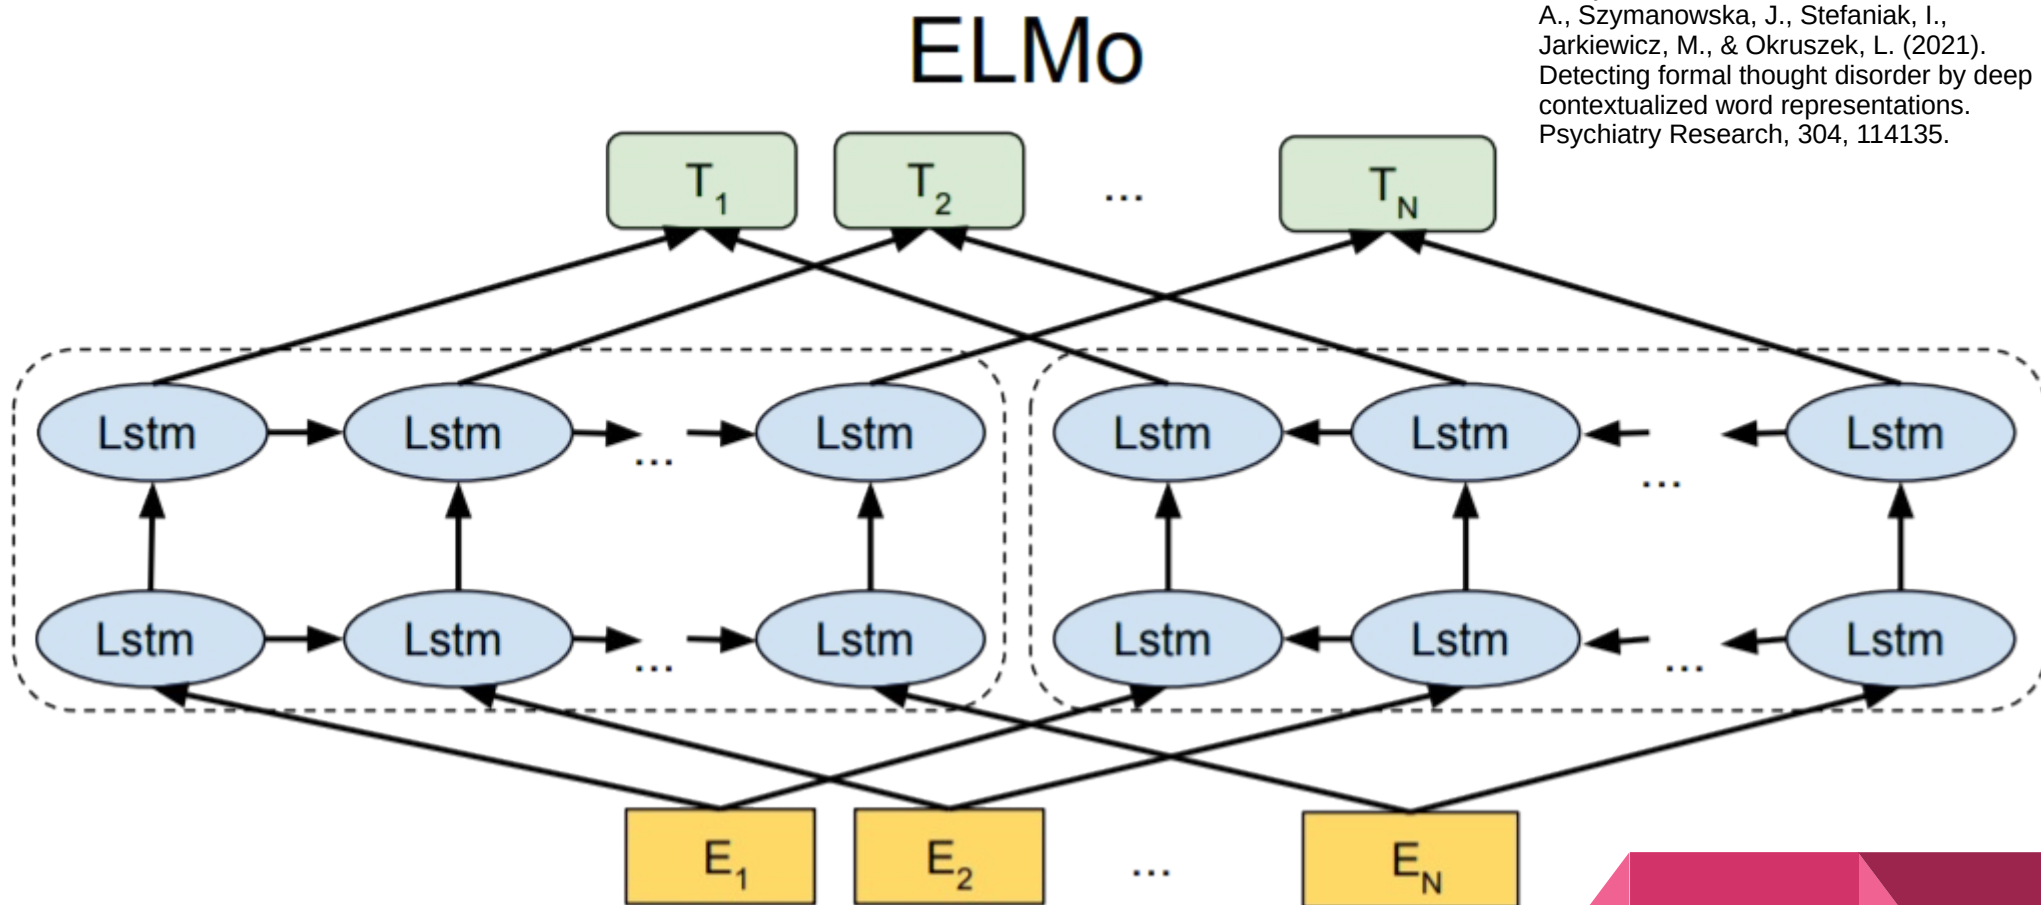 ELMo
A., Szymanowska, J., Stefaniak, I.,
Jarkiewicz, M., & Okruszek, L. (2021).
Detecting formal thought disorder by deep
contextualized word representations.
Psychiatry Research, 304, 114135.
T1 T2 ... TN
Lstm Lstm ... Lstm Lstm Lstm ... Lstm
Lstm Lstm ... Lstm Lstm Lstm ... Lstm
E1 E2 ... EN